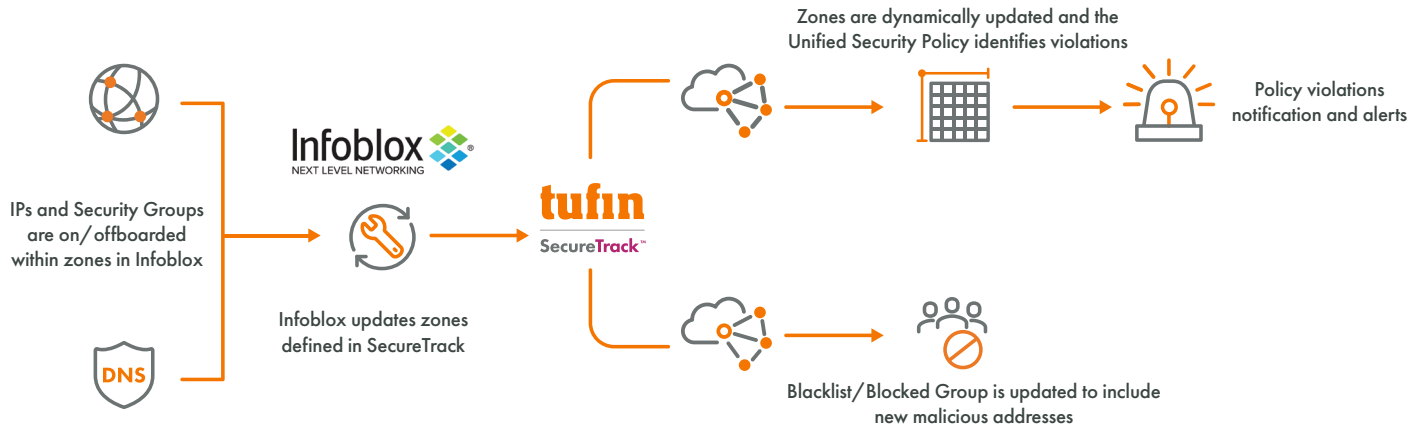 Zones are dynamically updated and the
Unified Security Policy identifies violations
Policy violations
notification and alerts
Infoblox®
NEXT LEVEL NETWORKING
IPs and Security Groups
are on/offboarded
within zones in Infoblox
tufin
SecureTrack™
Infoblox updates zones
defined in SecureTrack
DNS
Blacklist/Blocked Group is updated to include
new malicious addresses